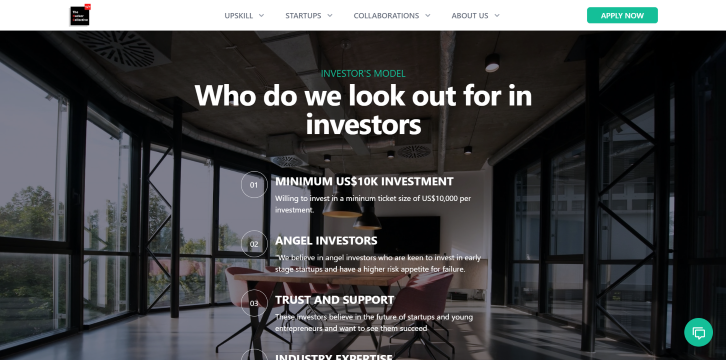 UPSKILL
STARTUPS
COLLABORATIONS
ABOUT US
APPLY NOW
INVESTOR'S MODEL
Who do we look out for in
investors
01
MINIMUM US$10K INVESTMENT
Willing to invest in a mininum ticket size of US$10,000 per
investment.
02
ANGEL INVESTORS
"We believe in angel investors who are keen to invest in early
stage startups and have a higher risk appetite for failure.
03
TRUST AND SUPPORT
These investors believe in the future of startups and young
entrepreneurs and want to see them succeed
INDUSTRY EXPERTISE